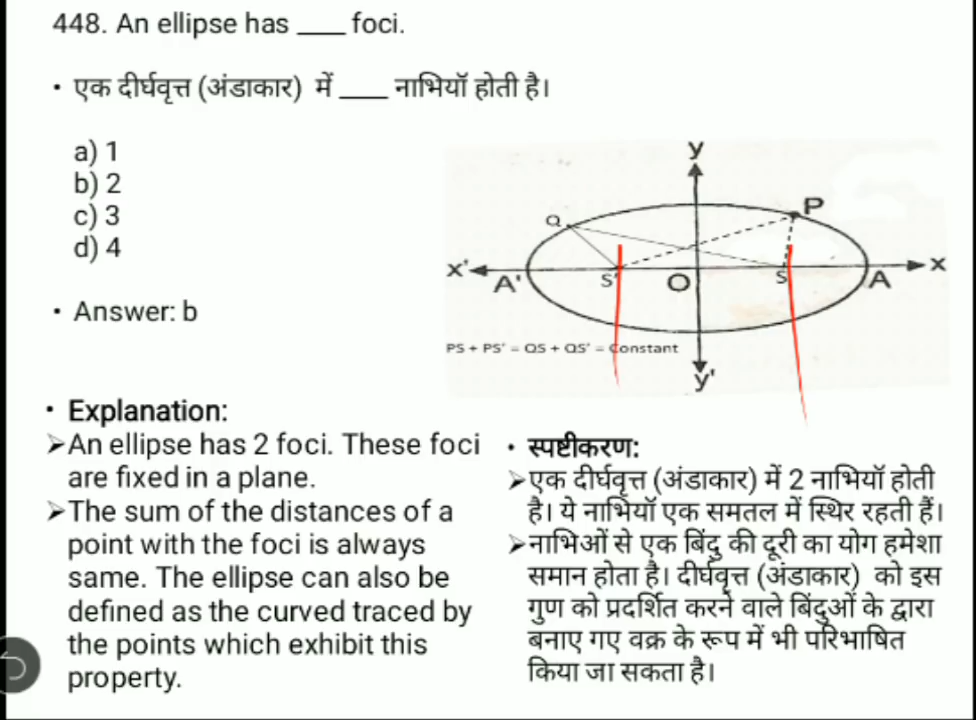 448. An ellipse has ____ foci.
• एक दीर्घवृत्त (अंडाकार) में ____ नाभियॉ होती है।
a) 1
b) 2
c) 3
d) 4
• Answer: b
y
P
Q
x'
A'
S'
O
S
A
x
PS + PS' = QS + QS' = Constant
y'
• Explanation:
➢An ellipse has 2 foci. These foci
are fixed in a plane.
➢The sum of the distances of a
point with the foci is always
same. The ellipse can also be
defined as the curved traced by
the points which exhibit this
property.
• स्पष्टीकरण:
➢एक दीर्घवृत्त (अंडाकार) में 2 नाभियॉ होती
है। ये नाभियॉ एक समतल में स्थिर रहती हैं।
➢नाभिओं से एक बिंदु की दूरी का योग हमेशा
समान होता है। दीर्घवृत्त (अंडाकार) को इस
गुण को प्रदर्शित करने वाले बिंदुओं के द्वारा
बनाए गए वक्र के रूप में भी परिभाषित
किया जा सकता है।